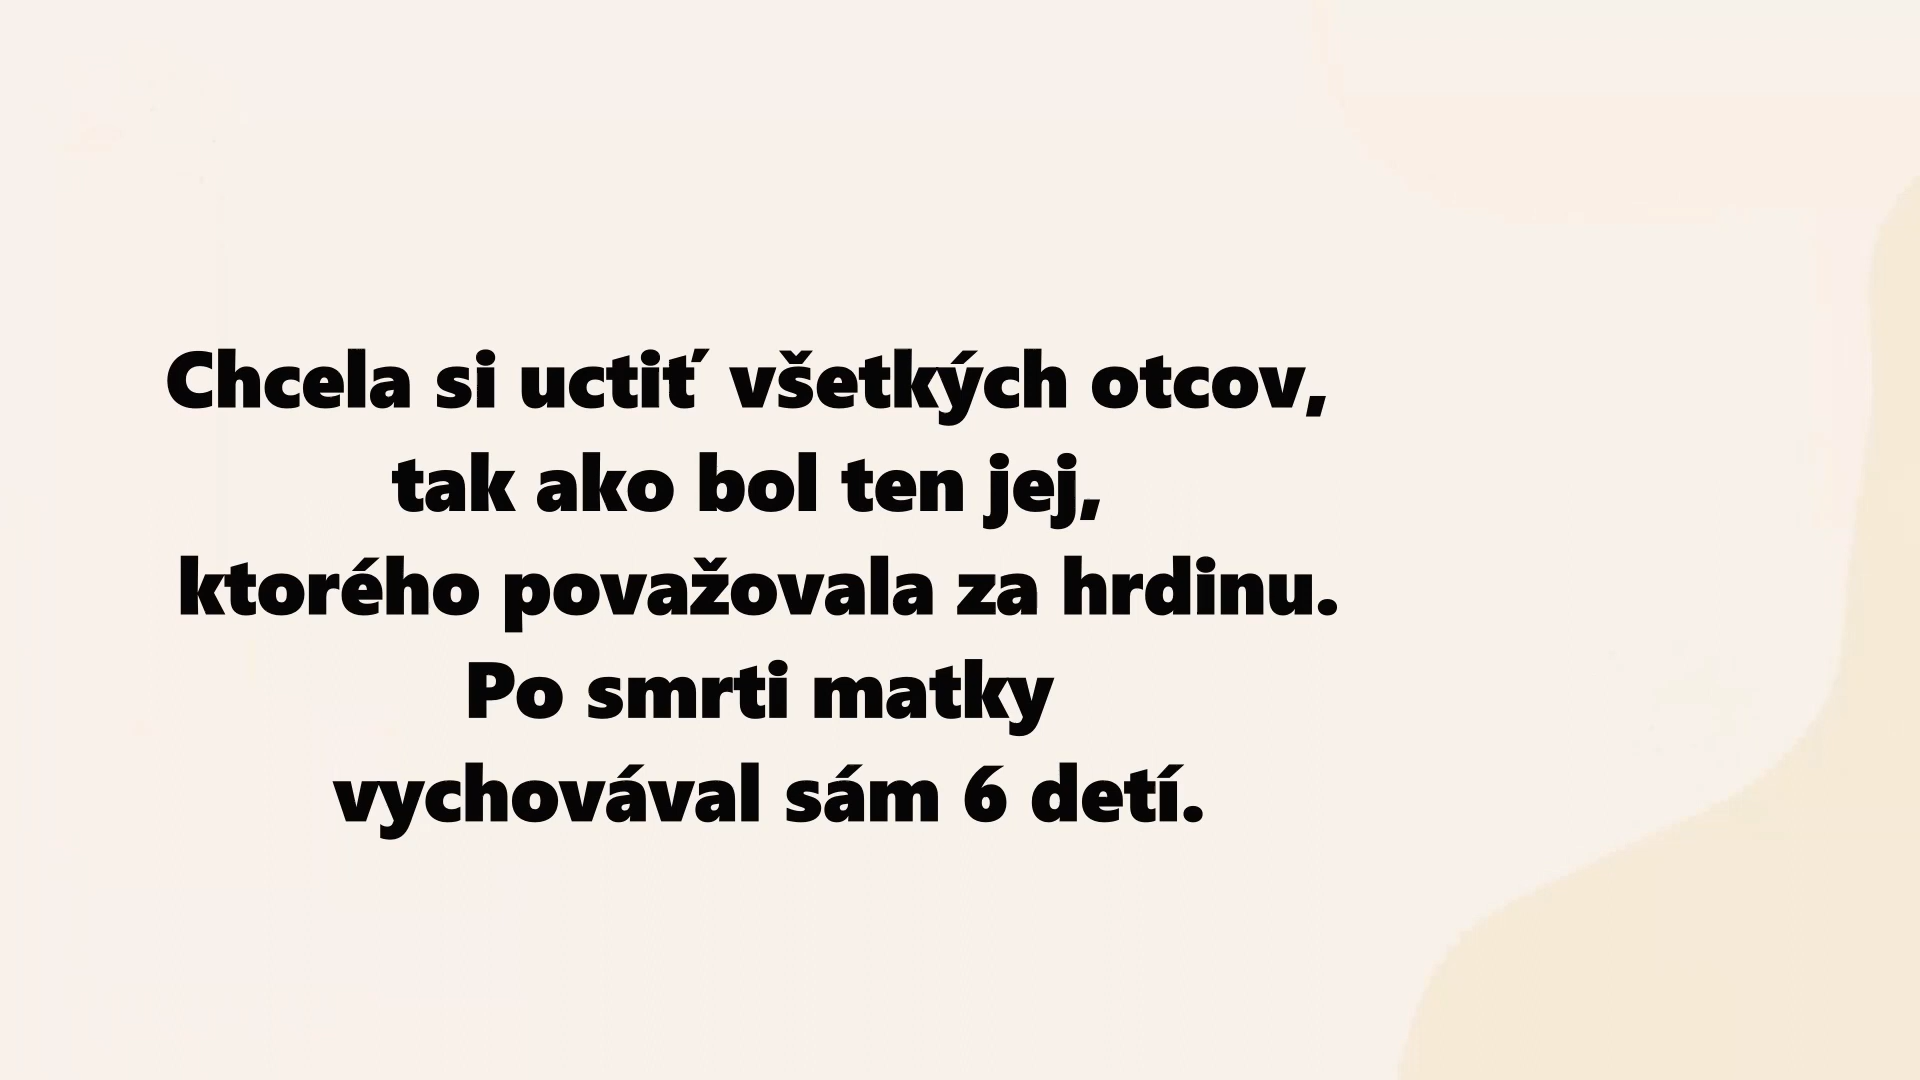 Chcela si uctiť všetkých otcov,
tak ako bol ten jej,
ktorého považovala za hrdinu.
Po smrti matky
vychovával sám 6 detí.